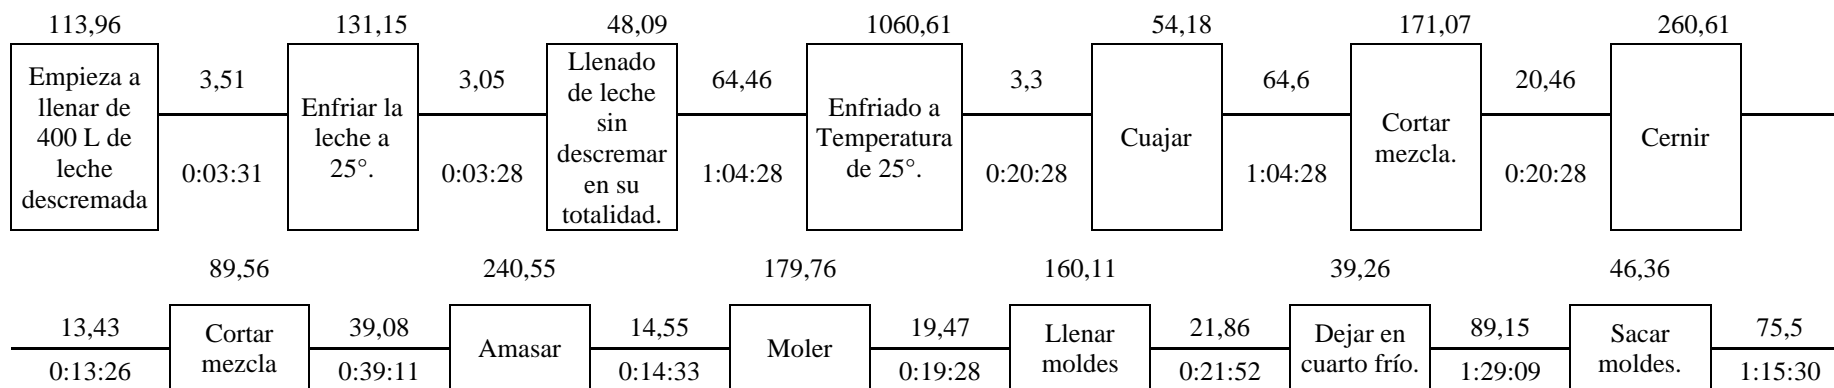 113,96 131,15 48,09 1060,61 54,18 171,07 260,61
Empieza a
llenar de
400 L de
leche
descremada
3,51
0:03:31
Enfriar la
leche a
25°.
3,05
0:03:28
Llenado
de leche
sin
descremar
en su
totalidad.
64,46
1:04:28
Enfriado a
Temperatura
de 25°.
3,3
0:20:28
Cuajar
64,6
1:04:28
Cortar
mezcla.
20,46
0:20:28
Cernir
89,56 240,55 179,76 160,11 39,26 46,36
13,43
0:13:26
Cortar
mezcla
39,08
0:39:11
Amasar
14,55
0:14:33
Moler
19,47
0:19:28
Llenar
moldes
21,86
0:21:52
Dejar en
cuarto frío.
89,15
1:29:09
Sacar
moldes.
75,5
1:15:30